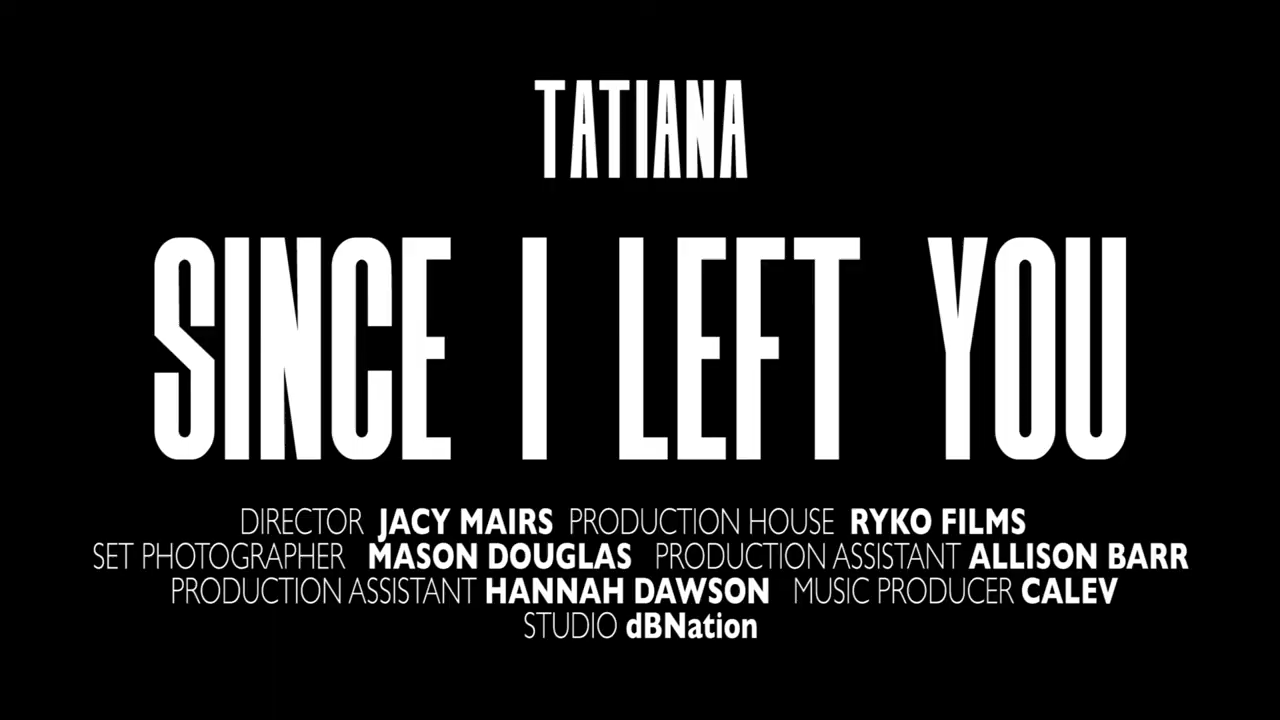 TATIANA
SINCE I LEFT YOU
DIRECTOR JACY MAIRS PRODUCTION HOUSE RYKO FILMS
SET PHOTOGRAPHER MASON DOUGLAS PRODUCTION ASSISTANT ALLISON BARR
PRODUCTION ASSISTANT HANNAH DAWSON MUSIC PRODUCER CALEV
STUDIO dBNation